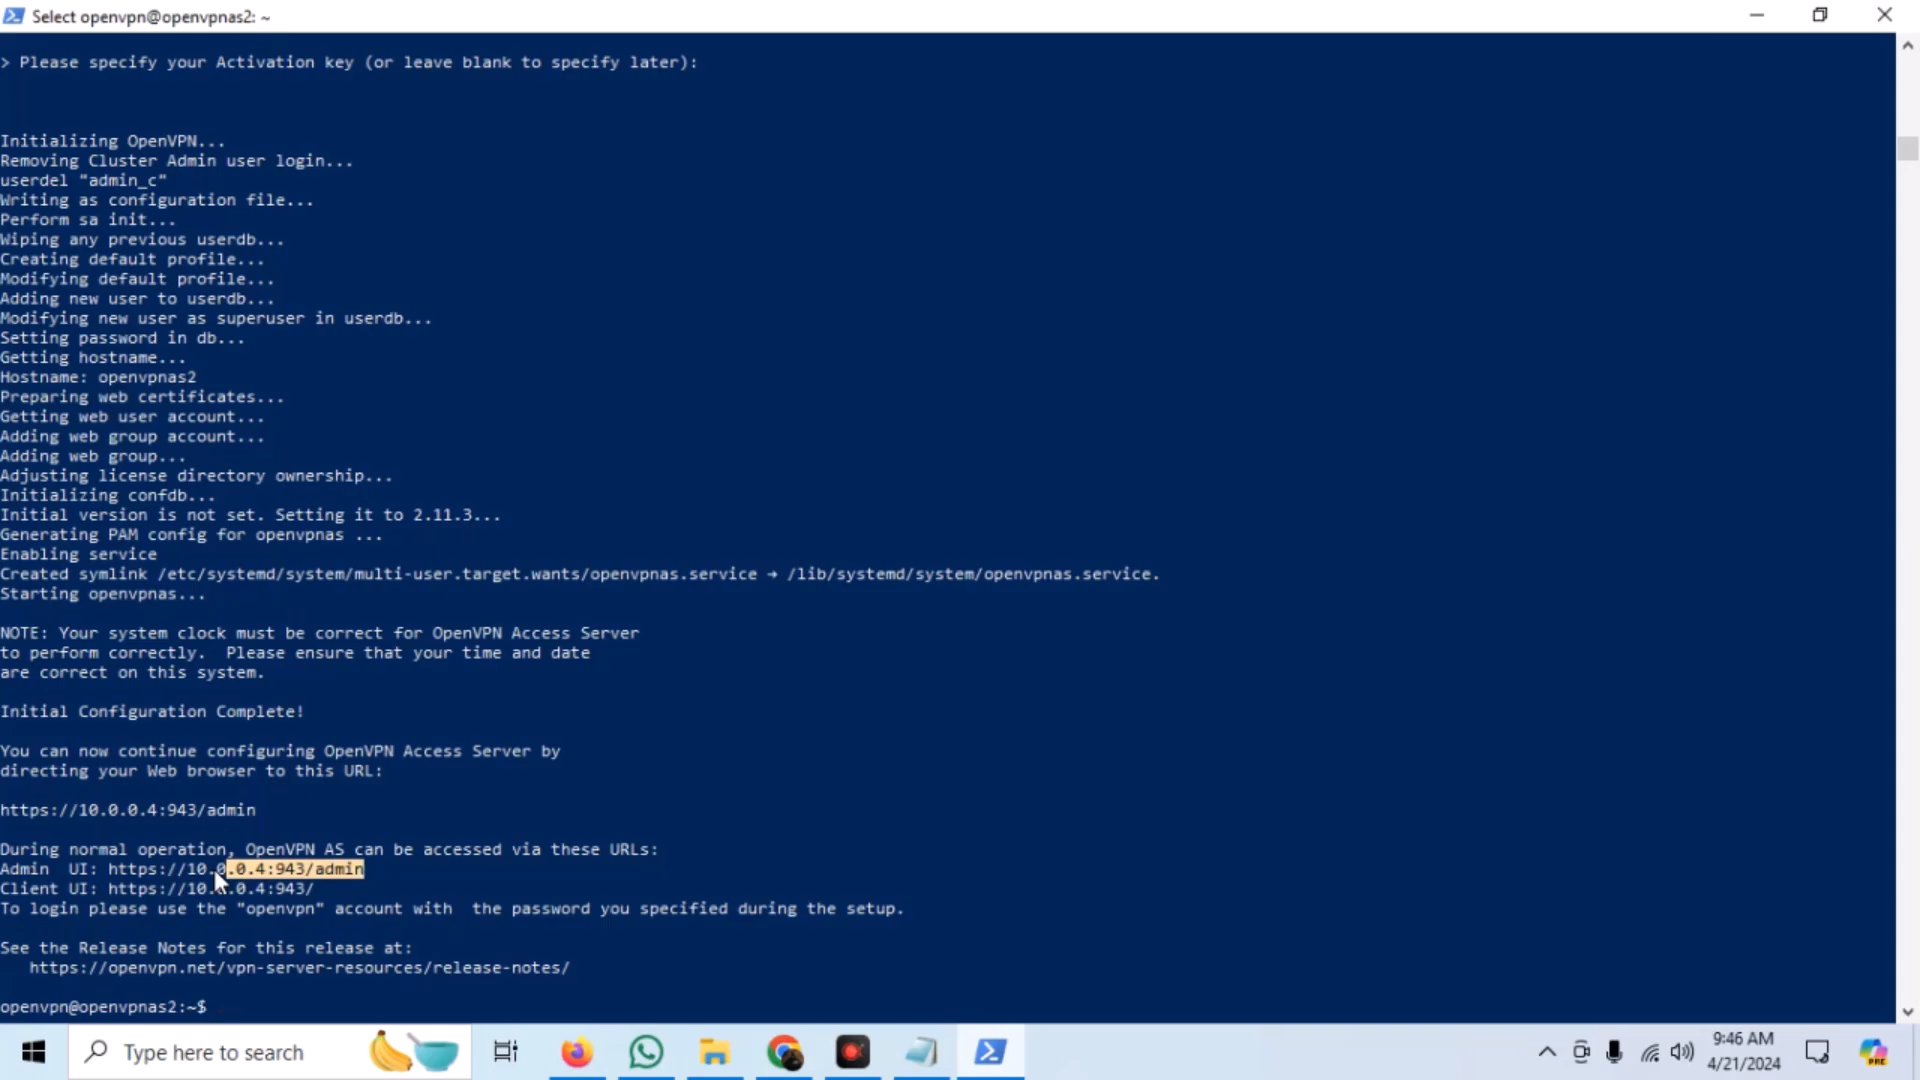 Select openvpn@openvpnas2: ~
> Please specify your Activation key (or leave blank to specify later):
Initializing OpenVPN...
Removing Cluster Admin user login...
userdel "admin_c"
Writing as configuration file...
Perform sa init...
Wiping any previous userdb...
Creating default profile...
Modifying default profile...
Adding new user to userdb...
Modifying new user as superuser in userdb...
Setting password in db...
Getting hostname...
Hostname: openvpnas2
Preparing web certificates...
Getting web user account...
Adding web group account...
Adding web group...
Adjusting license directory ownership...
Initializing confdb...
Initial version is not set. Setting it to 2.11.3...
Generating PAM config for openvpnas ...
Enabling service
Created symlink /etc/systemd/system/multi-user.target.wants/openvpnas.service → /lib/systemd/system/openvpnas.service.
Starting openvpnas...
NOTE: Your system clock must be correct for OpenVPN Access Server
to perform correctly.  Please ensure that your time and date
are correct on this system.
Initial Configuration Complete!
You can now continue configuring OpenVPN Access Server by
directing your Web browser to this URL:
https://10.0.0.4:943/admin
During normal operation, OpenVPN AS can be accessed via these URLs:
Admin  UI: https://10.0.0.4:943/admin
Client UI: https://10.0.0.4:943/
To login please use the "openvpn" account with  the password you specified during the setup.
See the Release Notes for this release at:
https://openvpn.net/vpn-server-resources/release-notes/
openvpn@openvpnas2:~$
Type here to search
9:46 AM
4/21/2024
PRE